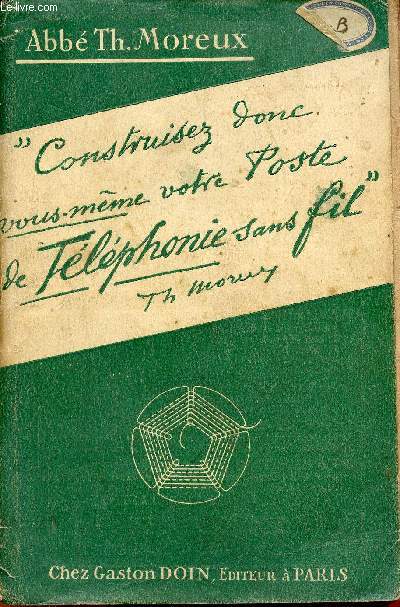 Le-livre.com
B
Abbé Th. Moreux
"Construisez donc
vous-même votre Poste
de Téléphonie sans fil"
Th Moreux
Chez Gaston DOIN, EDITEUR à PARIS